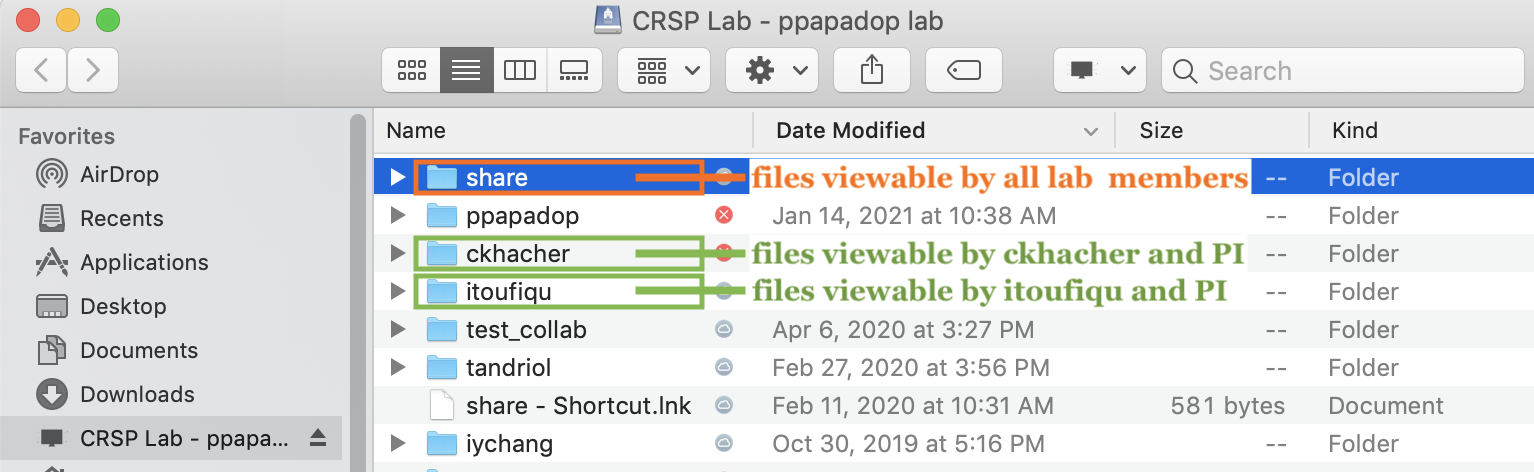 CRSP Lab - ppapadop lab
Search
Favorites
AirDrop
Recents
Applications
Desktop
Documents
Downloads
CRSP Lab - ppapa...
Name Date Modified Size Kind
share files viewable by all lab members -- Folder
ppapadop Jan 14, 2021 at 10:38 AM -- Folder
ckhacher files viewable by ckhacher and PI -- Folder
itoufiqu files viewable by itoufiqu and PI -- Folder
test_collab Apr 6, 2020 at 3:27 PM -- Folder
tandriol Feb 27, 2020 at 3:56 PM -- Folder
share - Shortcut.lnk Feb 11, 2020 at 10:31 AM 581 bytes Document
iychang Oct 30, 2019 at 5:16 PM -- Folder